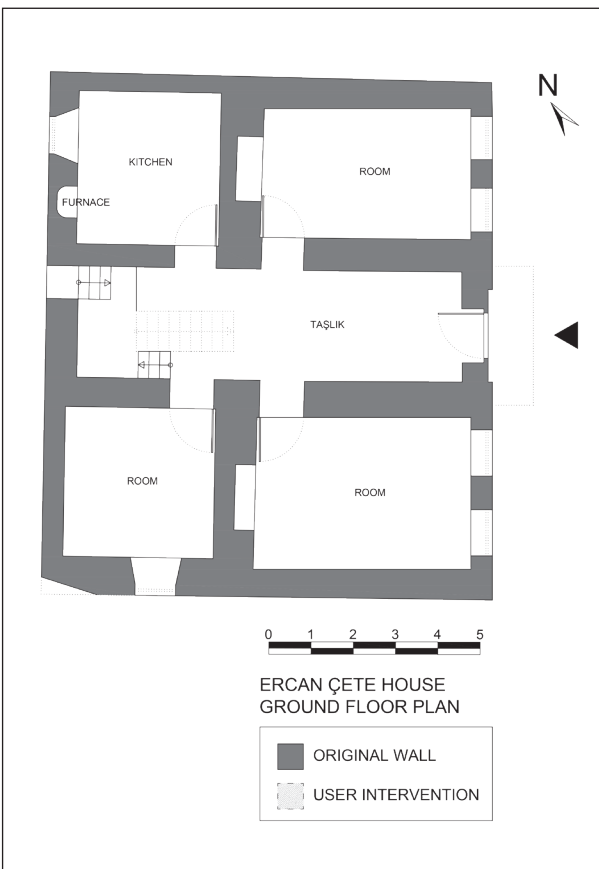 N
KITCHEN
ROOM
FURNACE
TAŞLIK
ROOM
ROOM
0 1 2 3 4 5
ERCAN ÇETE HOUSE
GROUND FLOOR PLAN
ORIGINAL WALL
USER INTERVENTION